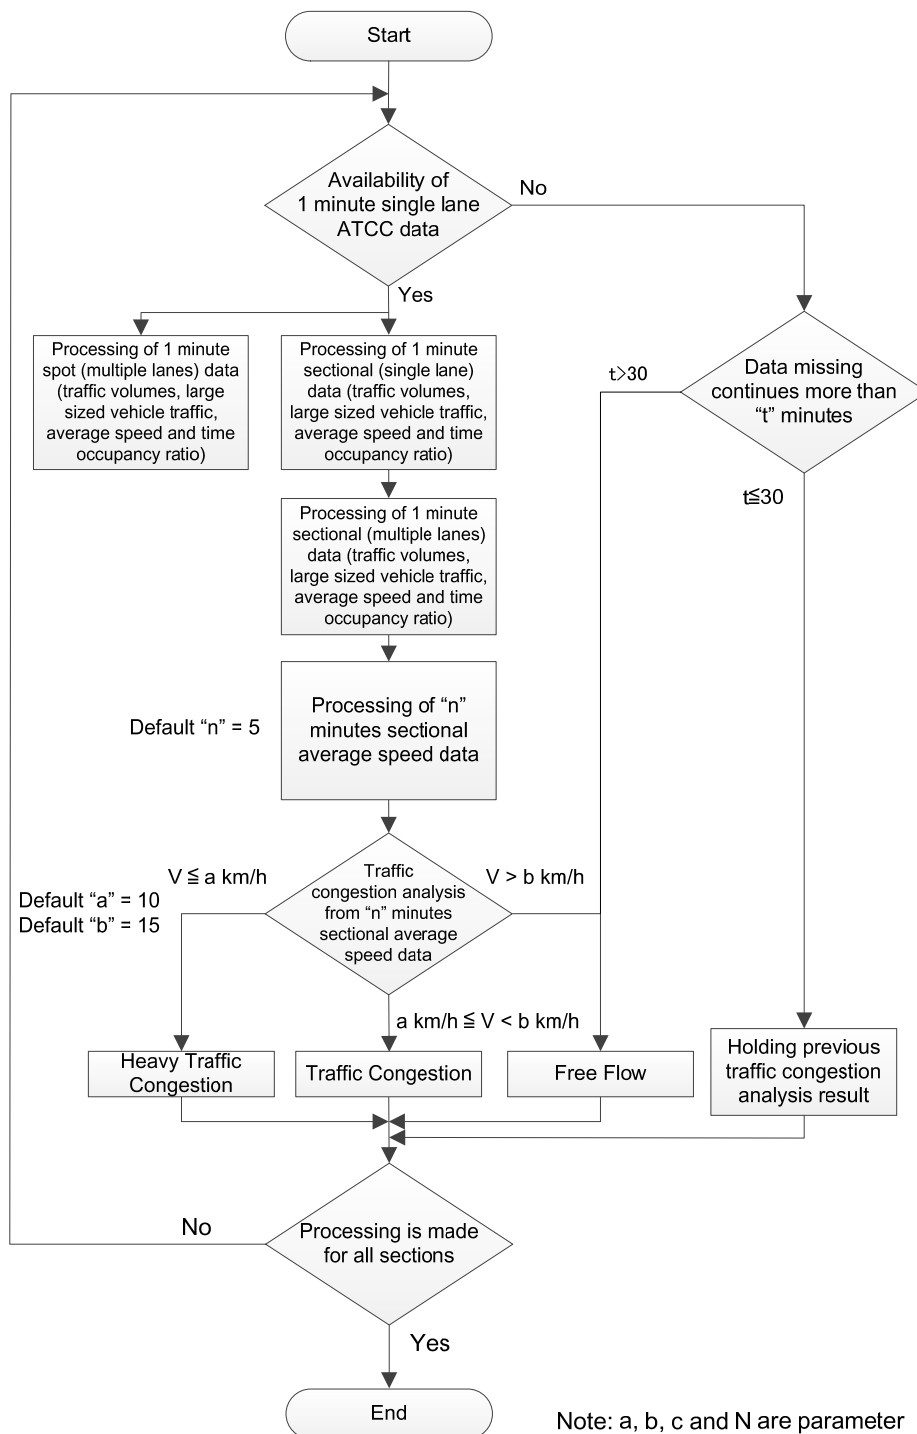 Start
Availability of
1 minute single lane
ATCC data
No
Yes
Processing of 1 minute
spot (multiple lanes) data
(traffic volumes, large
sized vehicle traffic,
average speed and time
occupancy ratio)
Processing of 1 minute
sectional (single lane)
data (traffic volumes,
large sized vehicle traffic,
average speed and time
occupancy ratio)
t>30
Data missing
continues more than
“t” minutes
t≦30
Processing of 1 minute
sectional (multiple lanes)
data (traffic volumes,
large sized vehicle traffic,
average speed and time
occupancy ratio)
Default “n” = 5
Processing of “n”
minutes sectional
average speed data
V ≦ a km/h
Default “a” = 10
Default “b” = 15
Traffic
congestion analysis
from “n” minutes
sectional average
speed data
V > b km/h
a km/h ≦ V < b km/h
Heavy Traffic
Congestion
Traffic Congestion
Free Flow
Holding previous
traffic congestion
analysis result
No
Processing is made
for all sections
Yes
End
Note: a, b, c and N are parameter